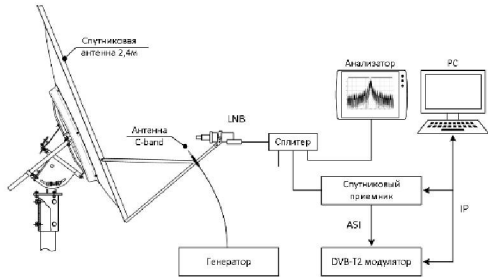 Спутниковая
антенна 2,4м
Анализатор
PC
LNB
Антенна
C-band
Сплитер
Спутниковый
приемник
ASI
IP
Генератор
DVB-T2 модулятор